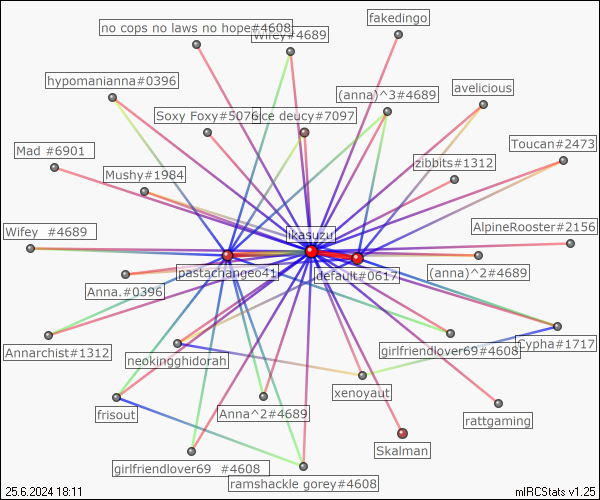 no cops no laws no hope#4608
fakedingo
Wifey#4689
hypomanianna#0396
(anna)^3#4689
avelicious
Soxy Foxy#5076
ce deucy#7097
Toucan#2473
Mad #6901
zibbits#1312
Mushy#1984
Wifey  #4689
likasuzu
AlpineRooster#2156
pastachangeo41
default#0617
(anna)^2#4689
Anna.#0396
Annarchist#1312
neokingghidorah
girlfriendlover69#4608
Cypha#1717
xenoyaut
frisout
Anna^2#4689
rattgaming
Skalman
girlfriendlover69  #4608
ramshackle gorey#4608
25.6.2024 18:11
mIRCStats v1.25